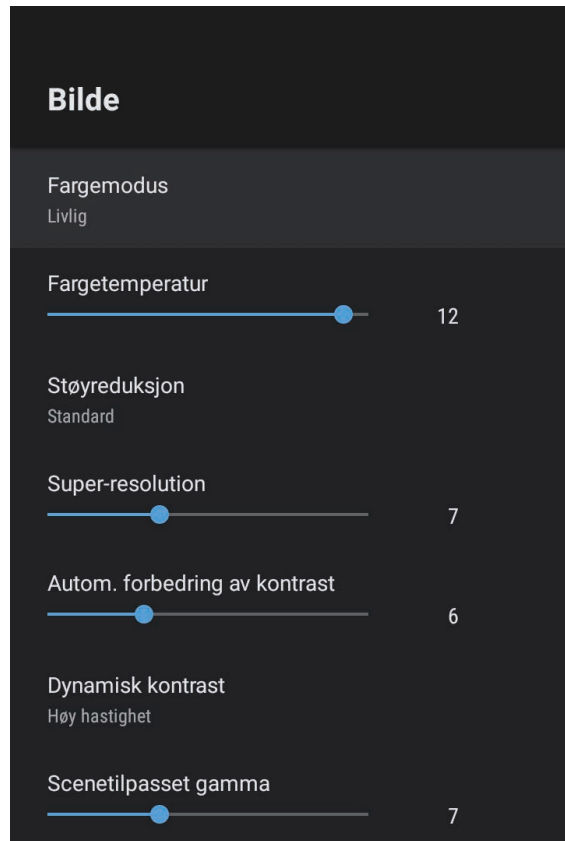 Bilde
Fargemodus
Livlig
Fargetemperatur
12
Støyreduksjon
Standard
Super-resolution
7
Autom. forbedring av kontrast
6
Dynamisk kontrast
Høy hastighet
Scenetilpasset gamma
7